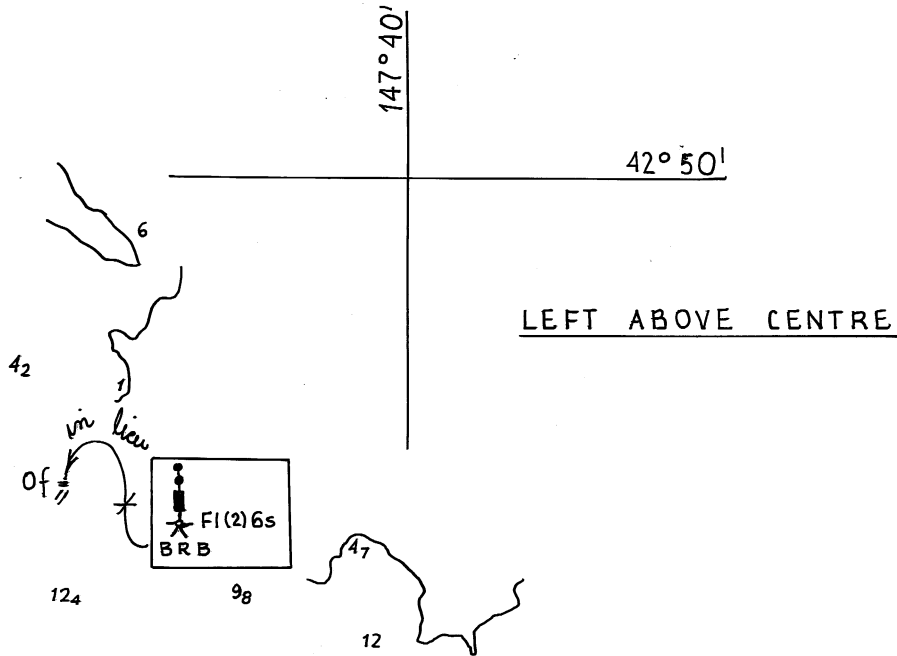 147° 40'
42° 50'
6
LEFT ABOVE CENTRE
4₂
1
in lieu
Of
Fl(2)6s
B R B
4₇
12₄
9₈
12